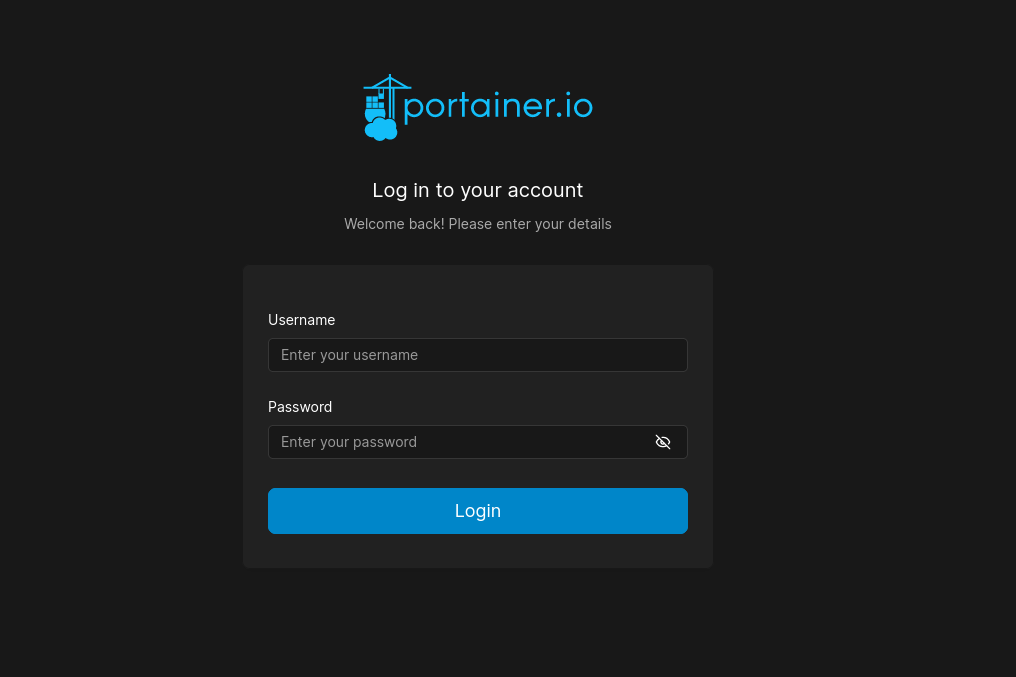 portainer.io
Log in to your account
Welcome back! Please enter your details
Username
Enter your username
Password
Enter your password
Login